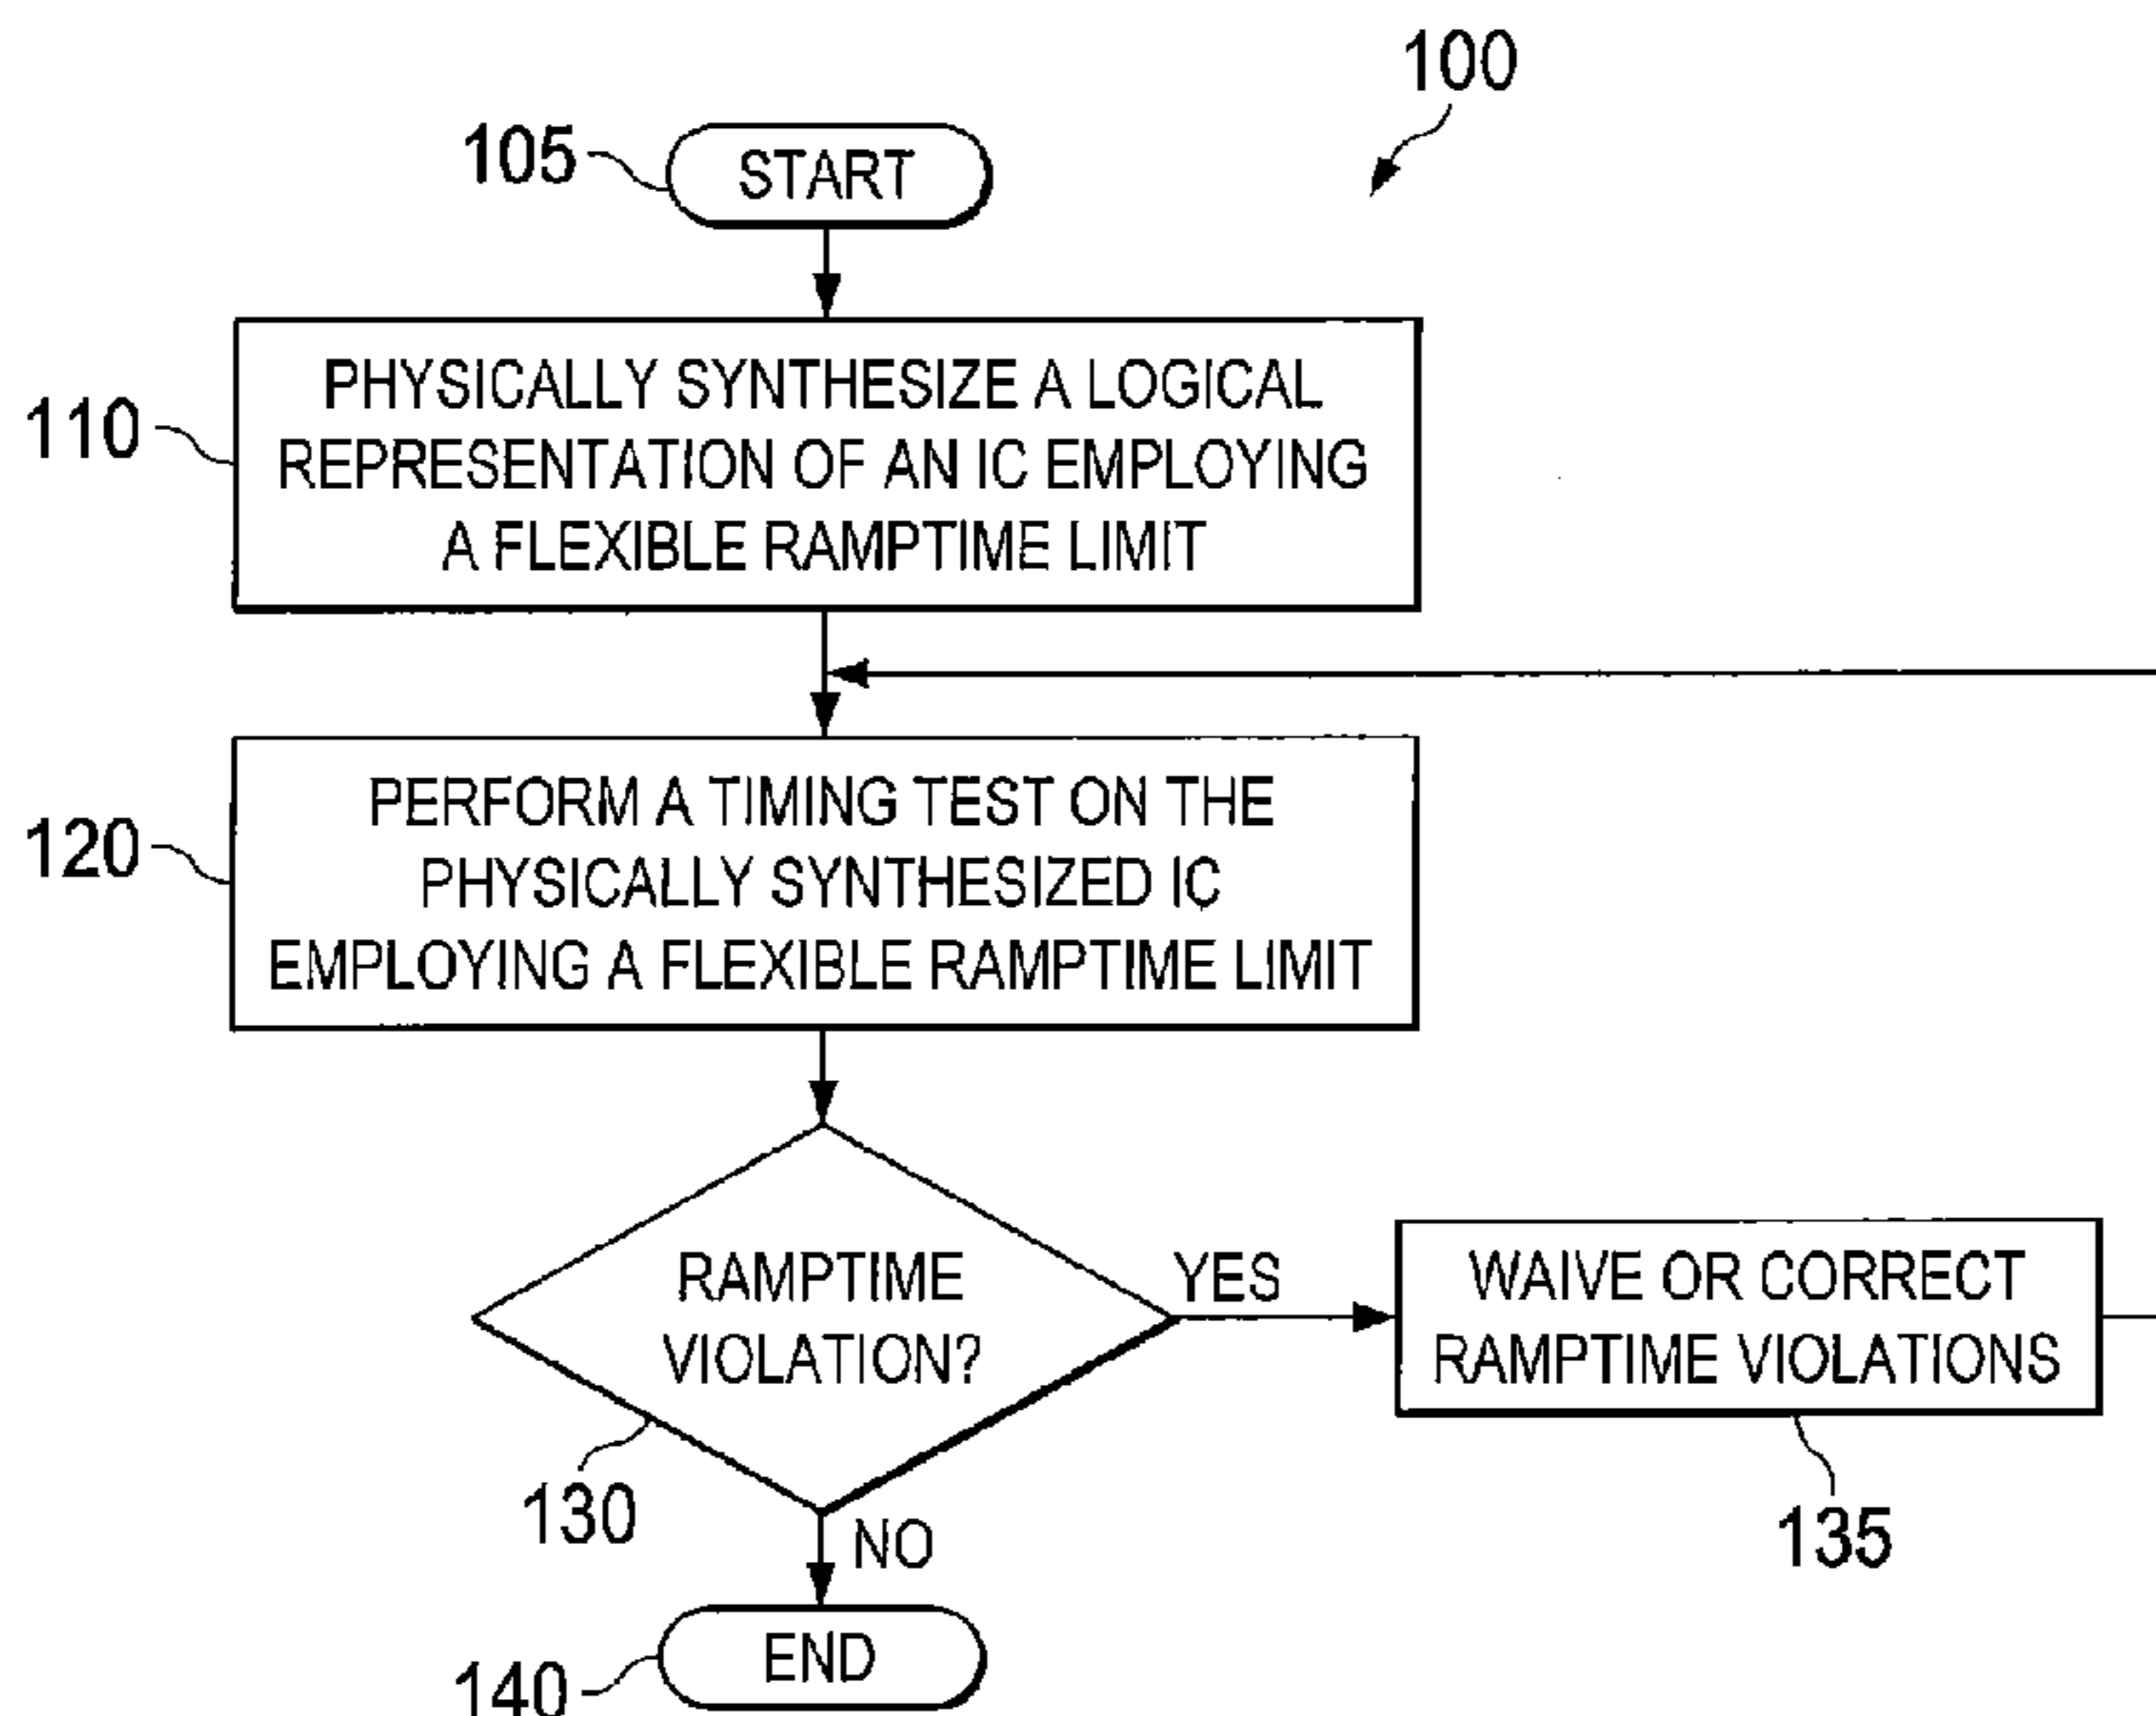 100
105
START
110
PHYSICALLY SYNTHESIZE A LOGICAL
REPRESENTATION OF AN IC EMPLOYING
A FLEXIBLE RAMPTIME LIMIT
120
PERFORM A TIMING TEST ON THE
PHYSICALLY SYNTHESIZED IC
EMPLOYING A FLEXIBLE RAMPTIME LIMIT
RAMPTIME
VIOLATION?
YES
WAIVE OR CORRECT
RAMPTIME VIOLATIONS
130
135
NO
END
140